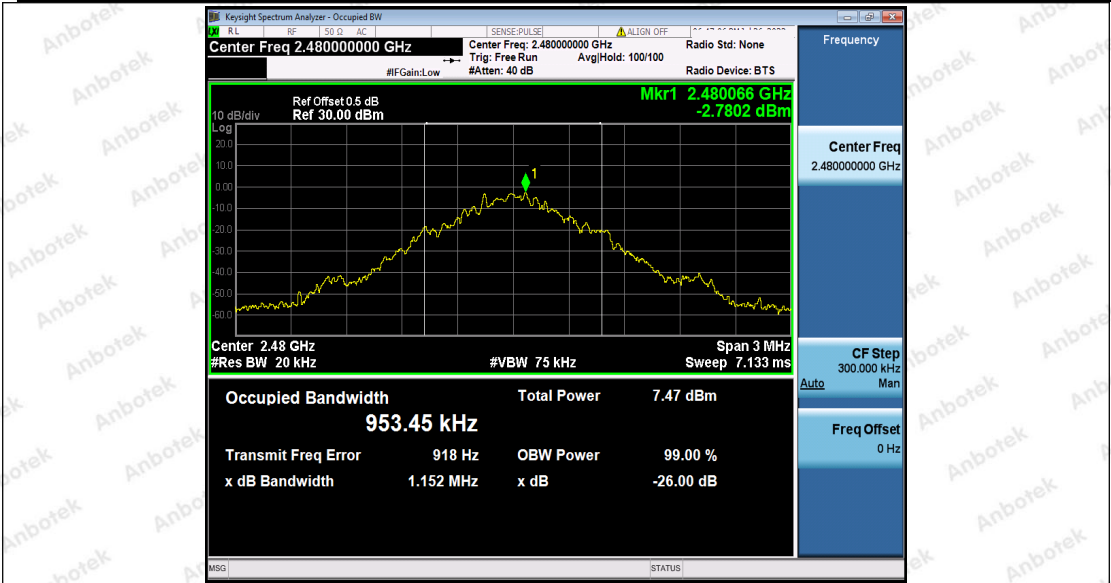 Keysight Spectrum Analyzer - Occupied BW
RL RF 50 Ω AC SENSE:PULSE ALIGN OFF
Center Freq 2.480000000 GHz
Center Freq: 2.480000000 GHz
Radio Std: None
Trig: Free Run Avg|Hold: 100/100
#IFGain:Low #Atten: 40 dB
Radio Device: BTS
Mkr1 2.480066 GHz
-2.7802 dBm
Ref Offset 0.5 dB
10 dB/div Ref 30.00 dBm
Log
20.0
10.0
0.00
-10.0
-20.0
-30.0
-40.0
-50.0
-60.0
1
Center 2.48 GHz Span 3 MHz
#Res BW 20 kHz #VBW 75 kHz Sweep 7.133 ms
Occupied Bandwidth Total Power 7.47 dBm
953.45 kHz
Transmit Freq Error 918 Hz OBW Power 99.00 %
x dB Bandwidth 1.152 MHz x dB -26.00 dB
MSG STATUS
Frequency
Center Freq
2.480000000 GHz
CF Step
300.000 kHz
Auto Man
Freq Offset
0 Hz
Anbotek